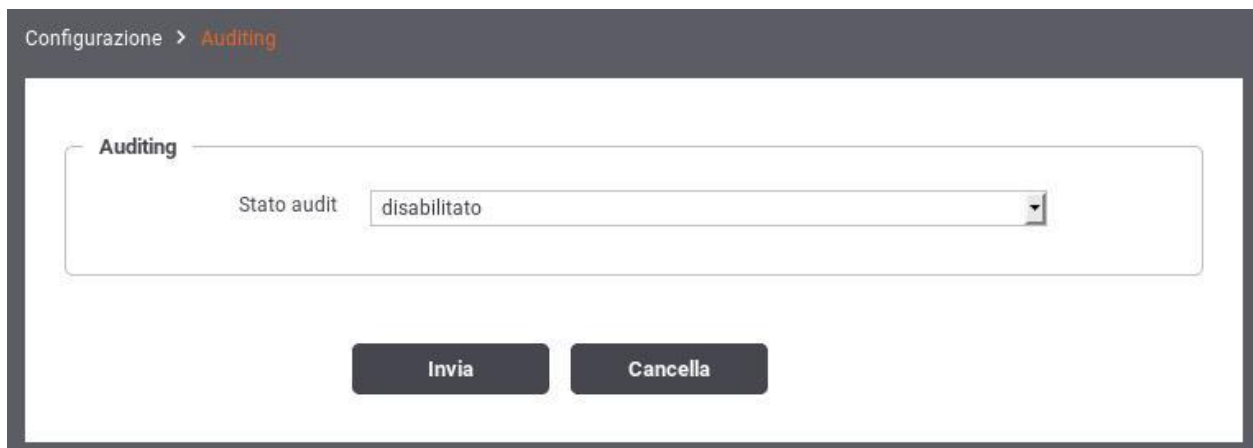 Configurazione > Auditing
Auditing
Stato audit disabilitato
Invia Cancella